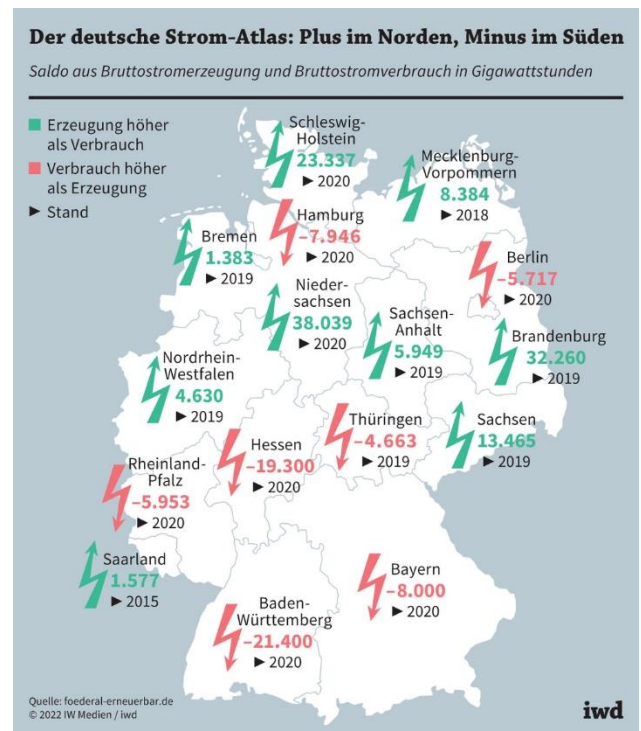 Der deutsche Strom-Atlas: Plus im Norden, Minus im Süden
Saldo aus Bruttostromerzeugung und Bruttostromverbrauch in Gigawattstunden
Erzeugung höher
als Verbrauch
Verbrauch höher
als Erzeugung
► Stand
Schleswig-
Holstein
23.337
► 2020
Mecklenburg-
Vorpommern
8.384
► 2018
Hamburg
–7.946
► 2020
Bremen
1.383
► 2019
Berlin
–5.717
► 2020
Nieder-
sachsen
38.039
► 2020
Sachsen-
Anhalt
5.949
► 2019
Brandenburg
32.260
► 2019
Nordrhein-
Westfalen
4.630
► 2019
Thüringen
–4.663
► 2019
Sachsen
13.465
► 2019
Hessen
–19.300
► 2020
Rheinland-
Pfalz
–5.953
► 2020
Saarland
1.577
► 2015
Bayern
–8.000
► 2020
Baden-
Württemberg
–21.400
► 2020
Quelle: foederal-erneuerbar.de
© 2022 IW Medien / iwd
iwd